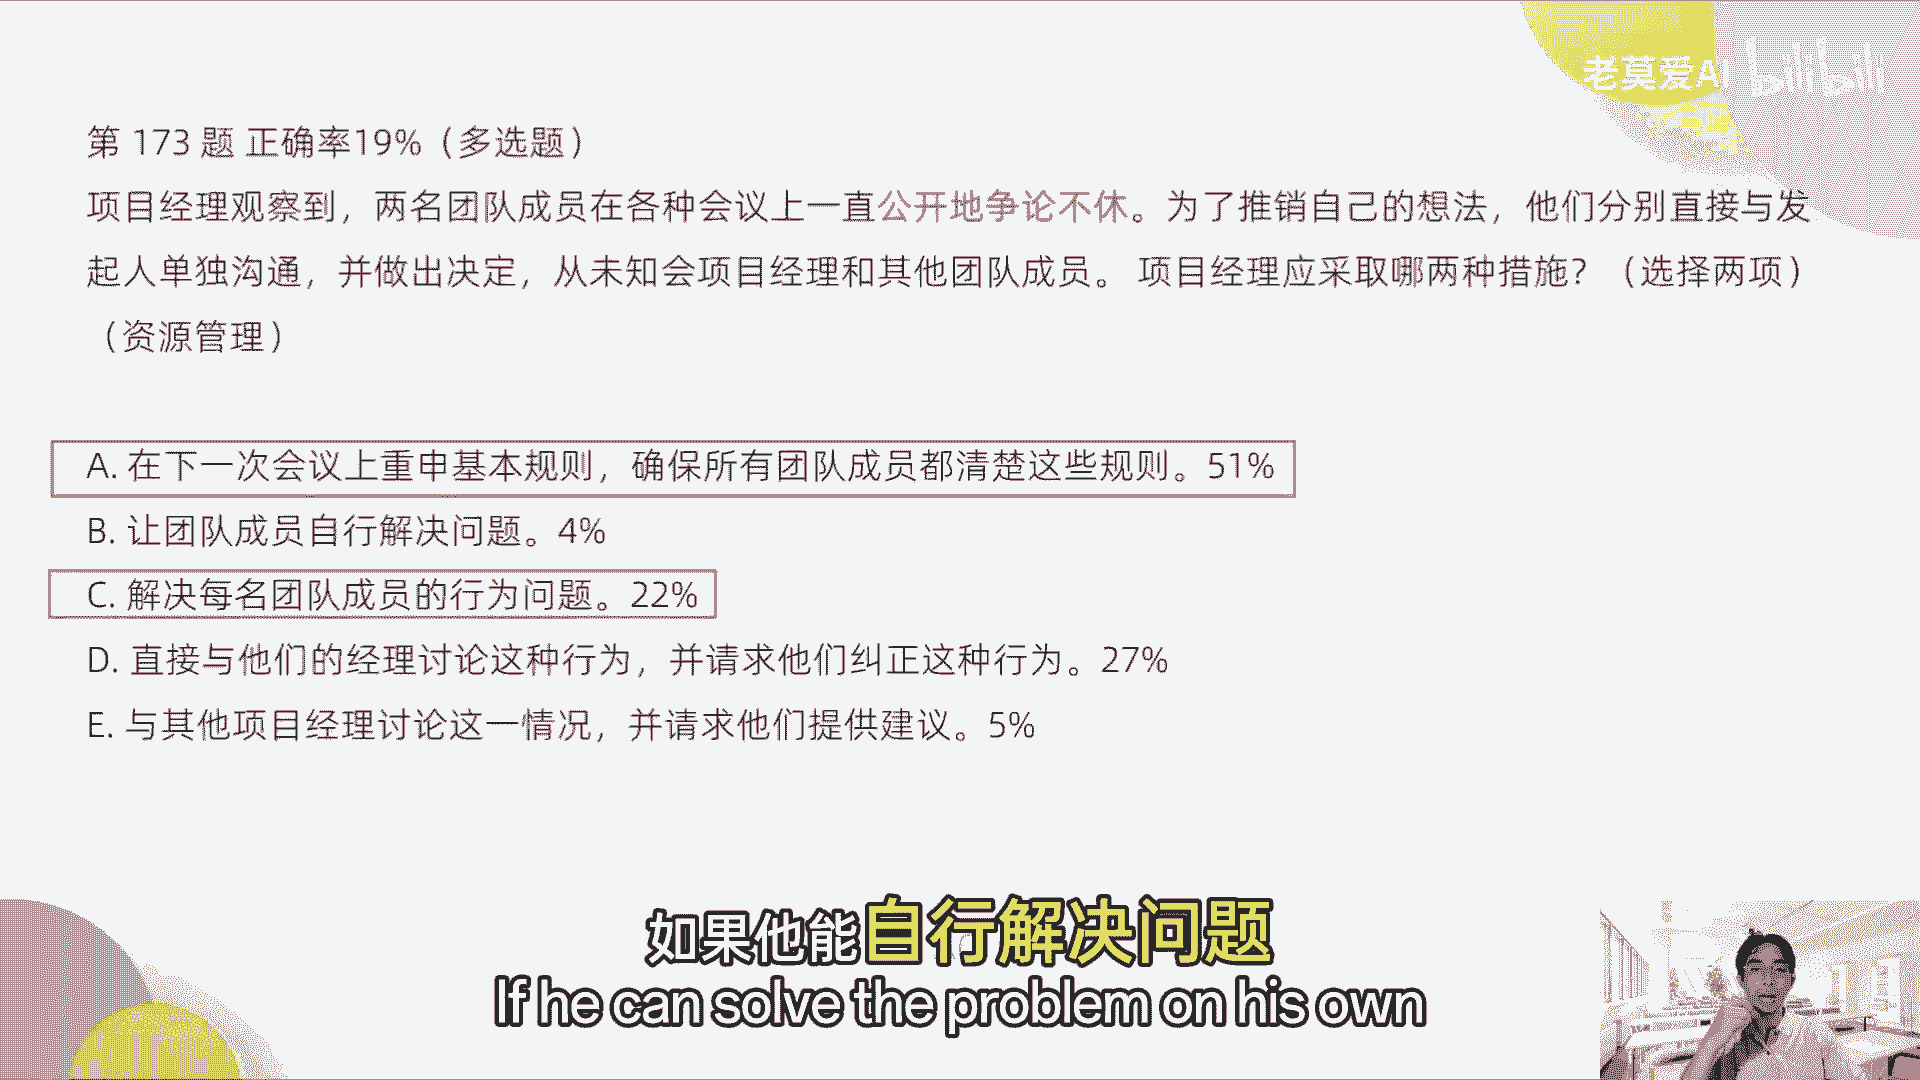 老莫爱AI bilibili
第 173 题 正确率19%（多选题）
项目经理观察到，两名团队成员在各种会议上一直公开地争论不休。为了推销自己的想法，他们分别直接与发
起人单独沟通，并做出决定，从未知会项目经理和其他团队成员。 项目经理应采取哪两种措施？（选择两项）
（资源管理）
A. 在下一次会议上重申基本规则，确保所有团队成员都清楚这些规则。51%
B. 让团队成员自行解决问题。4%
C. 解决每名团队成员的行为问题。22%
D. 直接与他们的经理讨论这种行为，并请求他们纠正这种行为。27%
E. 与其他项目经理讨论这一情况，并请求他们提供建议。5%
如果他能自行解决问题
If he can solve the problem on his own